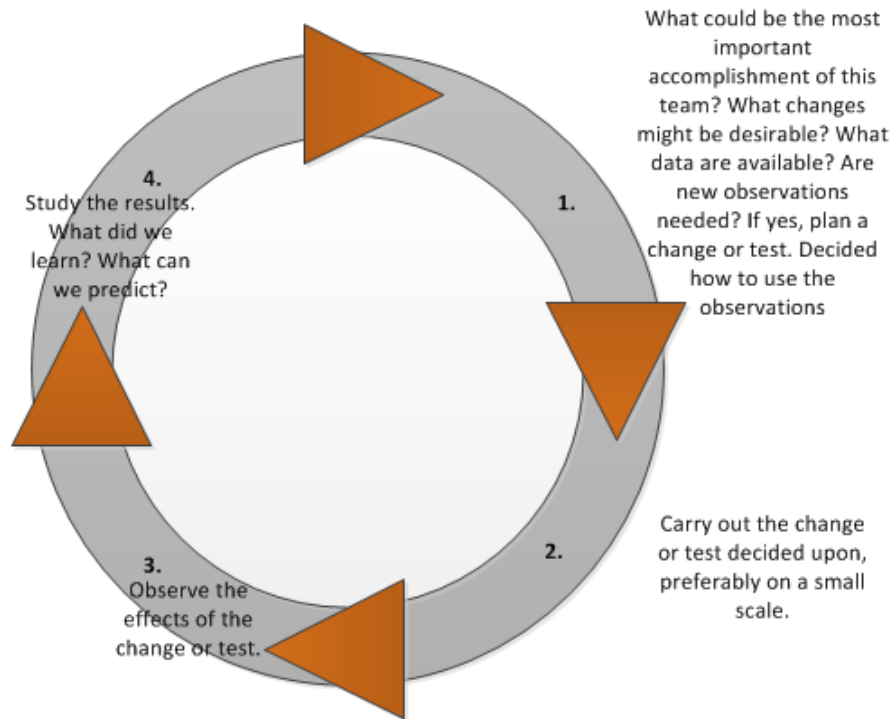 1.
What could be the most
important
accomplishment of this
team? What changes
might be desirable? What
data are available? Are
new observations
needed? If yes, plan a
change or test. Decided
how to use the
observations
2.
Carry out the change
or test decided upon,
preferably on a small
scale.
3.
Observe the
effects of the
change or test.
4.
Study the results.
What did we
learn? What can
we predict?